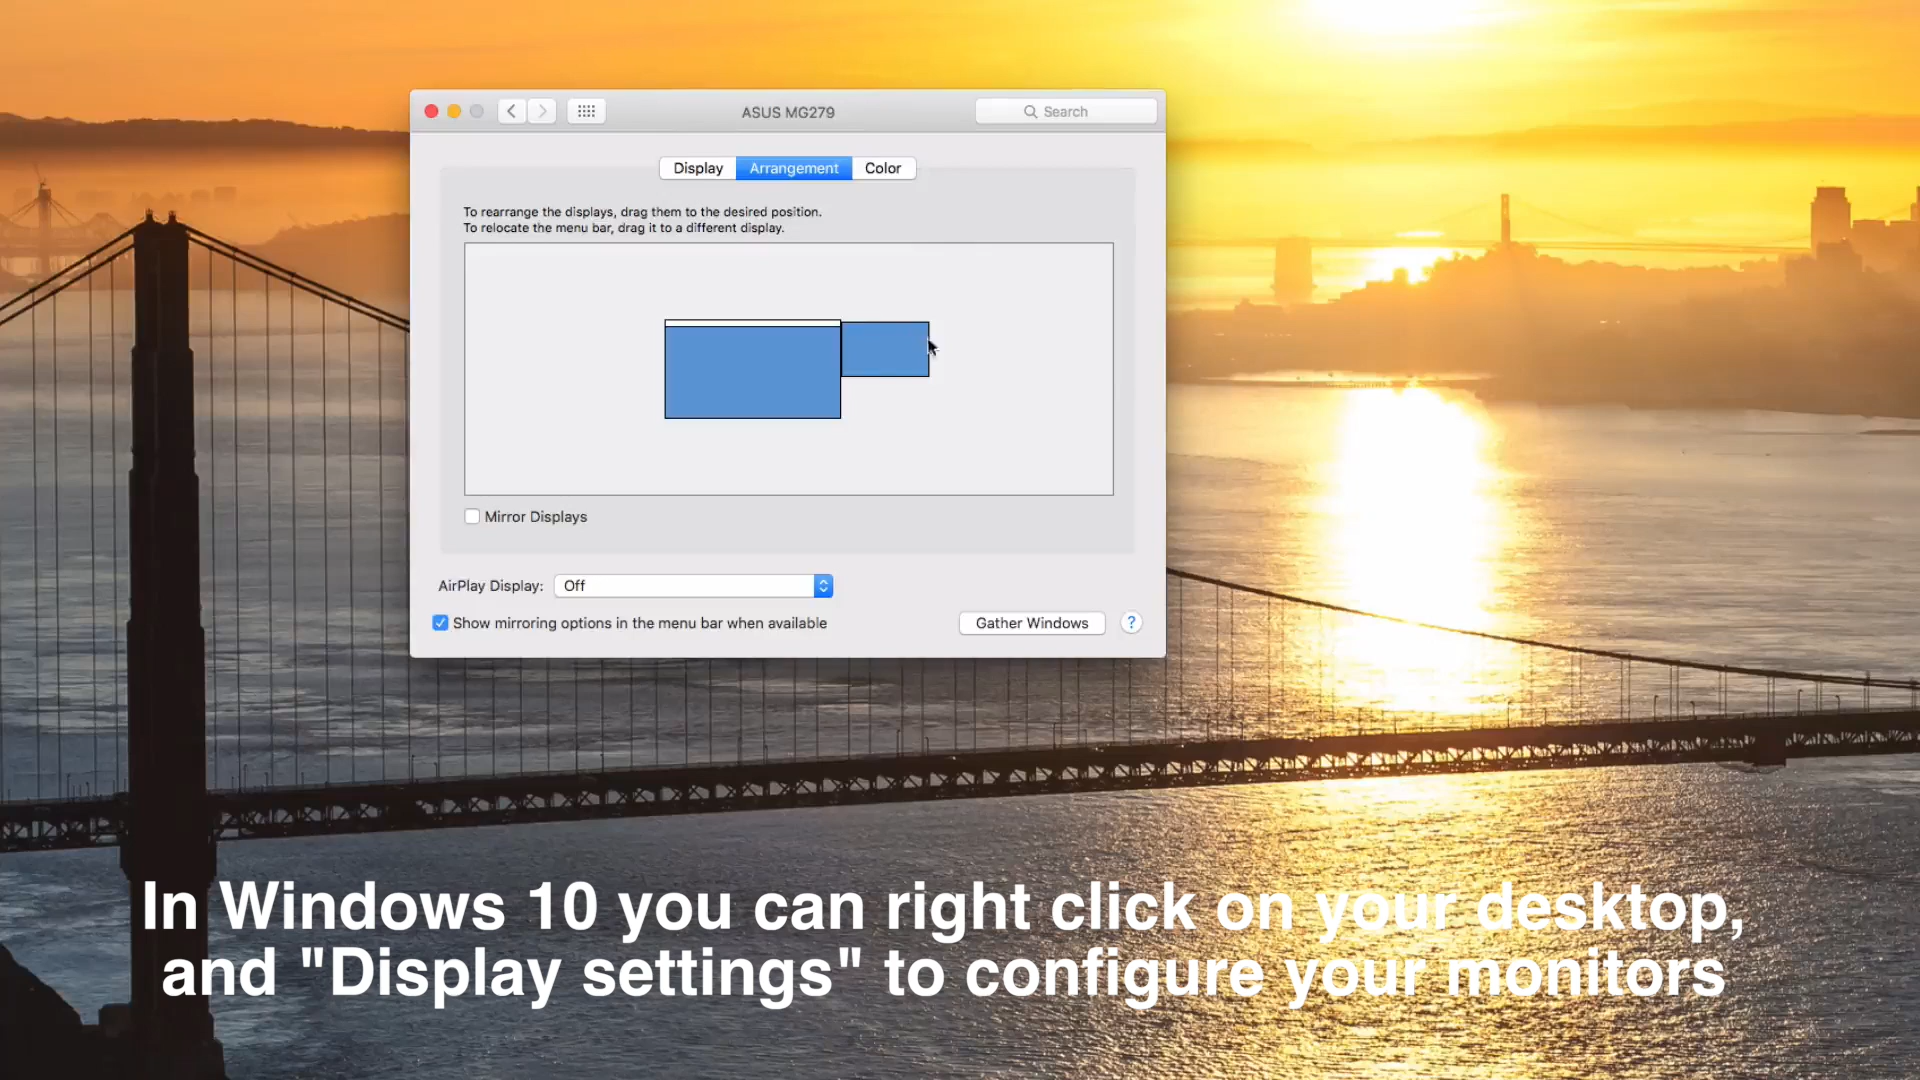 ASUS MG279
Search
Display
Arrangement
Color
To rearrange the displays, drag them to the desired position.
To relocate the menu bar, drag it to a different display.
Mirror Displays
AirPlay Display:
Off
Show mirroring options in the menu bar when available
Gather Windows
?
In Windows 10 you can right click on your desktop,
and "Display settings" to configure your monitors